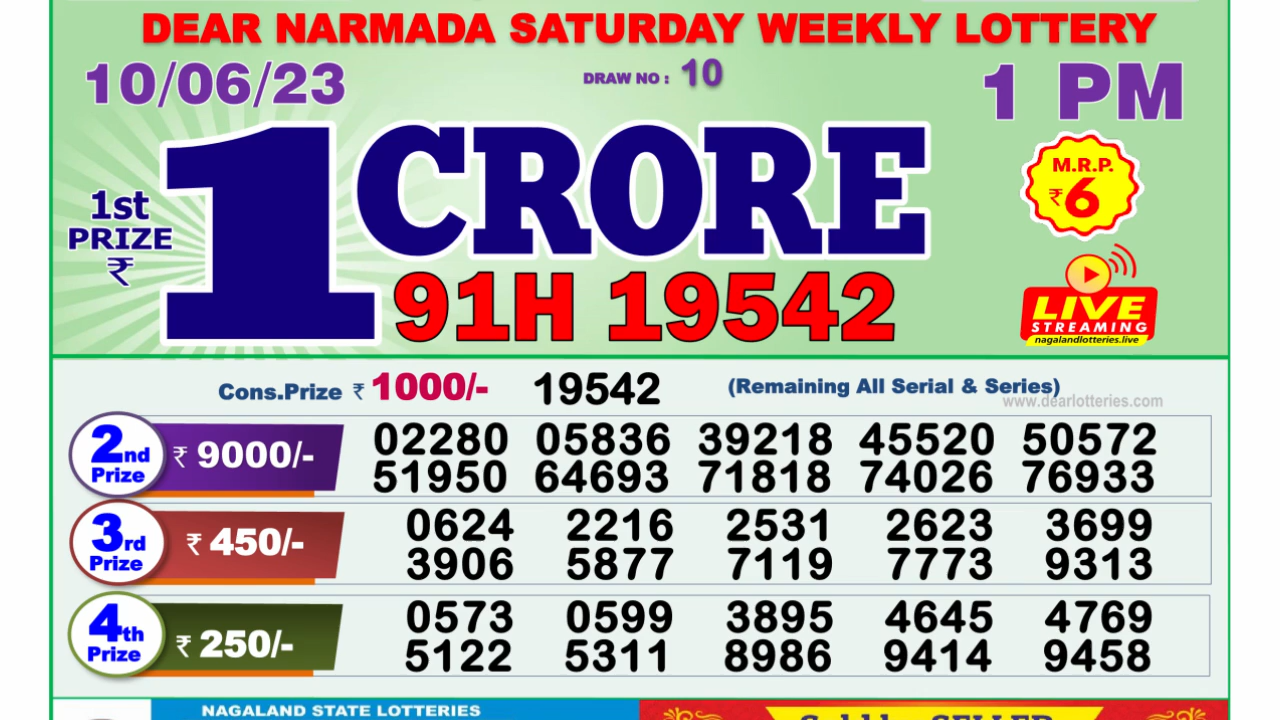 DEAR NARMADA SATURDAY WEEKLY LOTTERY
10/06/23
DRAW NO : 10
1 PM
1st
PRIZE
₹
1 CRORE
91H 19542
M.R.P.
₹6
LIVE
STREAMING
nagalandlotteries.live
Cons.Prize ₹ 1000/- 19542 (Remaining All Serial & Series)
www.dearlotteries.com
2nd
Prize
₹ 9000/-
02280 05836 39218 45520 50572
51950 64693 71818 74026 76933
3rd
Prize
₹ 450/-
0624 2216 2531 2623 3699
3906 5877 7119 7773 9313
4th
Prize
₹ 250/-
0573 0599 3895 4645 4769
5122 5311 8986 9414 9458
NAGALAND STATE LOTTERIES